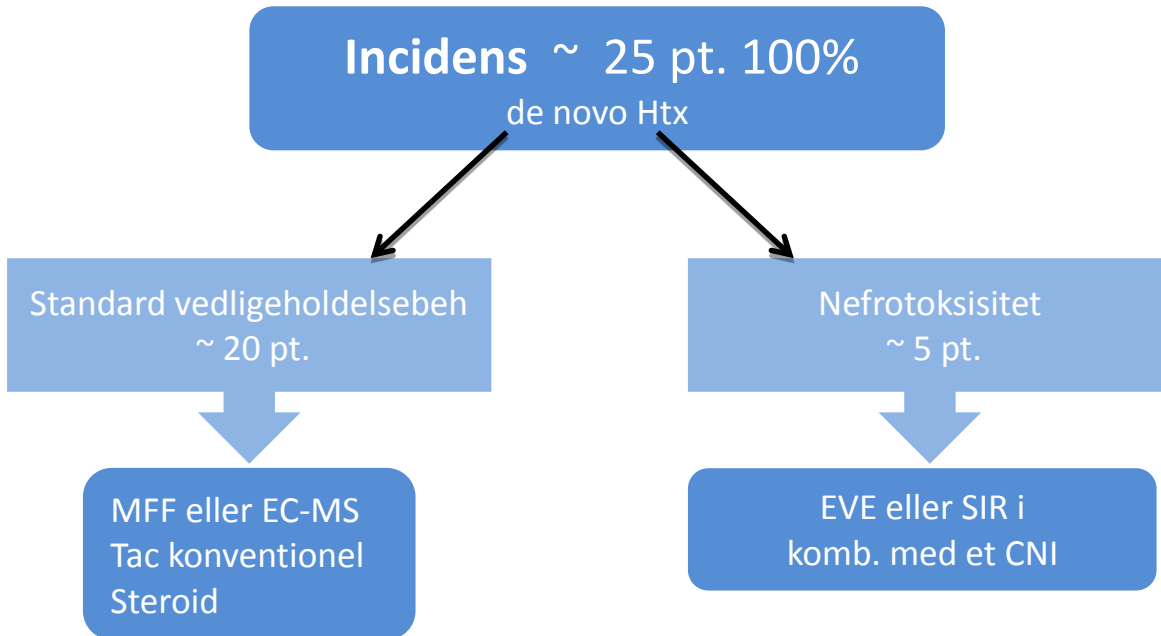 Incidens ~ 25 pt. 100%
de novo Htx
Standard vedligeholdelsebeh
~ 20 pt.
Nefrotoksisitet
~ 5 pt.
MFF eller EC-MS
Tac konventionel
Steroid
EVE eller SIR i
komb. med et CNI